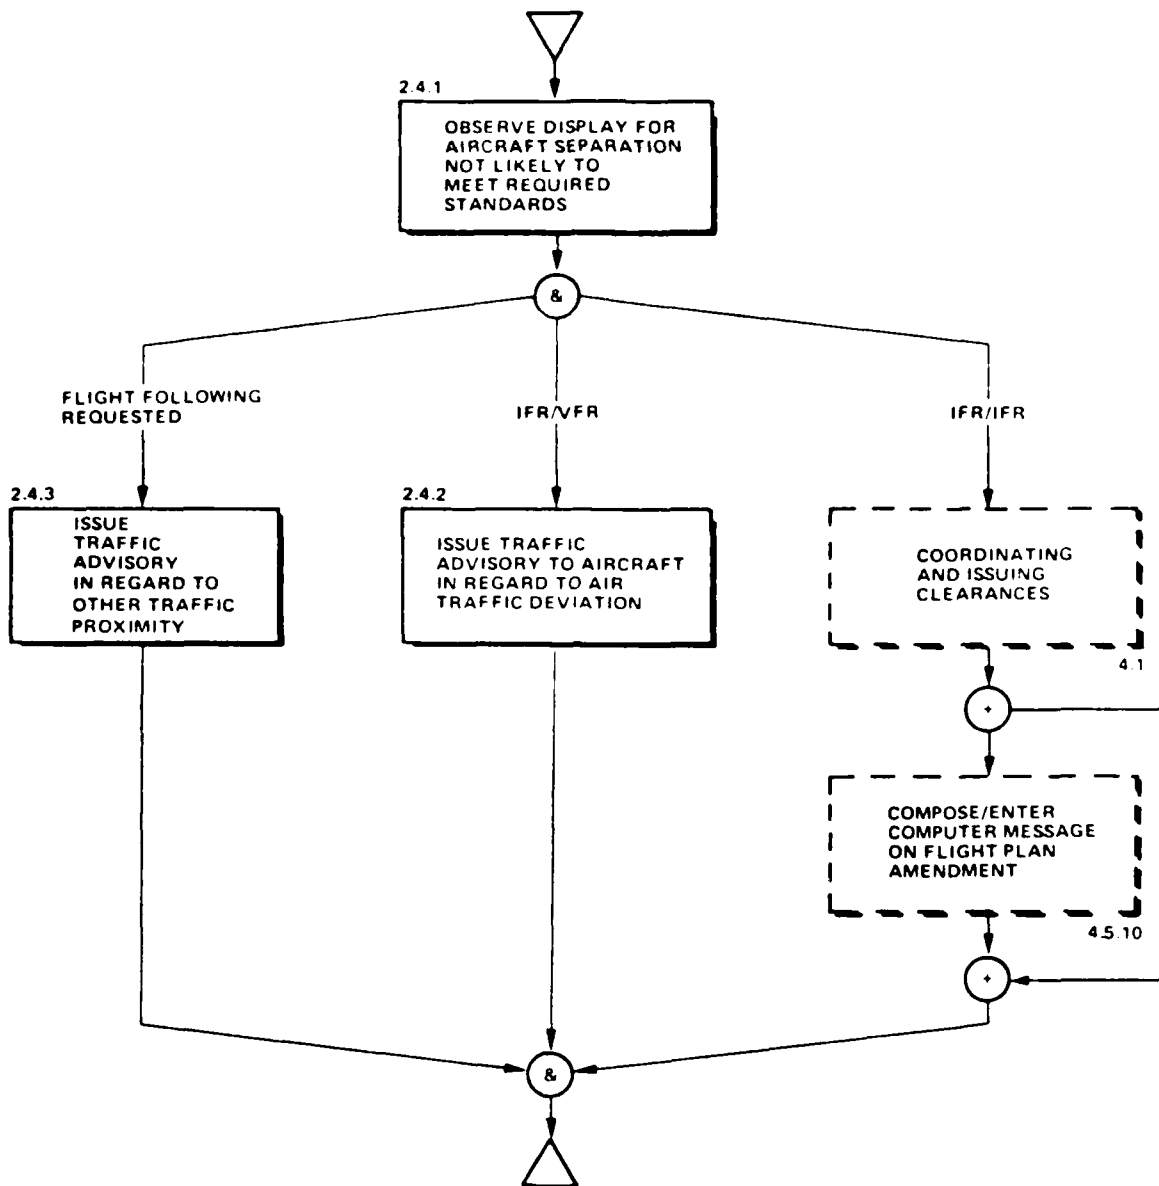 2.4.1
OBSERVE DISPLAY FOR
AIRCRAFT SEPARATION
NOT LIKELY TO
MEET REQUIRED
STANDARDS
&
FLIGHT FOLLOWING
REQUESTED
IFR/VFR
IFR/IFR
2.4.3
ISSUE
TRAFFIC
ADVISORY
IN REGARD TO
OTHER TRAFFIC
PROXIMITY
2.4.2
ISSUE TRAFFIC
ADVISORY TO AIRCRAFT
IN REGARD TO AIR
TRAFFIC DEVIATION
COORDINATING
AND ISSUING
CLEARANCES
4.1
+
COMPOSE/ENTER
COMPUTER MESSAGE
ON FLIGHT PLAN
AMENDMENT
4.5.10
+
&